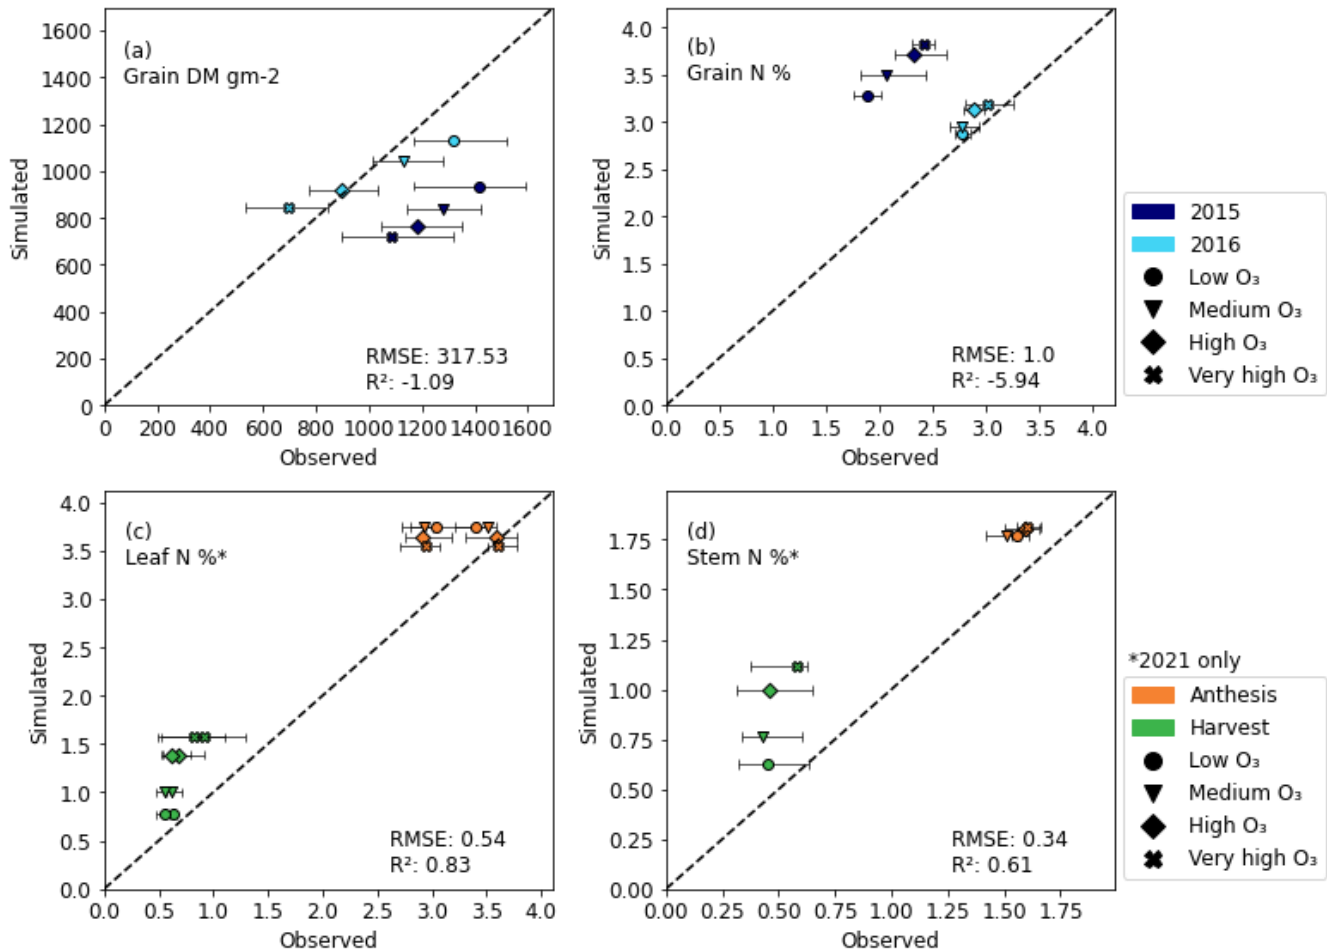 (a)
Grain DM gm-2
1600
1400
1200
1000
800
600
400
200
0
Simulated
RMSE: 317.53
R²: -1.09
0 200 400 600 800 1000 1200 1400 1600
Observed
(b)
Grain N %
4.0
3.5
3.0
2.5
2.0
1.5
1.0
0.5
0.0
Simulated
RMSE: 1.0
R²: -5.94
0.0 0.5 1.0 1.5 2.0 2.5 3.0 3.5 4.0
Observed
2015
2016
Low O₃
Medium O₃
High O₃
Very high O₃
(c)
Leaf N %*
4.0
3.5
3.0
2.5
2.0
1.5
1.0
0.5
0.0
Simulated
RMSE: 0.54
R²: 0.83
0.0 0.5 1.0 1.5 2.0 2.5 3.0 3.5 4.0
Observed
(d)
Stem N %*
1.75
1.50
1.25
1.00
0.75
0.50
0.25
0.00
Simulated
RMSE: 0.34
R²: 0.61
0.00 0.25 0.50 0.75 1.00 1.25 1.50 1.75
Observed
*2021 only
Anthesis
Harvest
Low O₃
Medium O₃
High O₃
Very high O₃